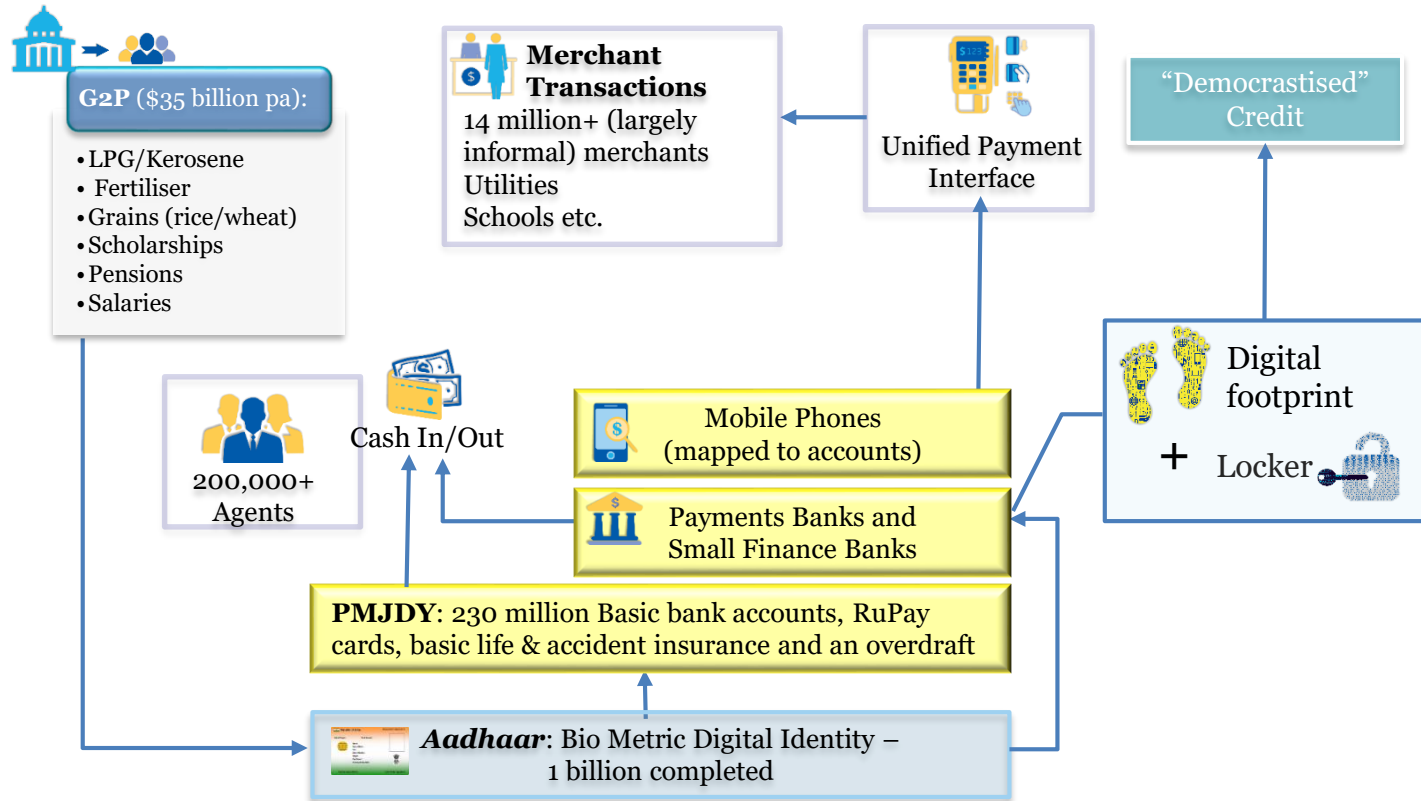 G2P ($35 billion pa):
•LPG/Kerosene
• Fertiliser
•Grains (rice/wheat)
•Scholarships
•Pensions
•Salaries
Merchant
Transactions
14 million+ (largely
informal) merchants
Utilities
Schools etc.
$123
Unified Payment
Interface
“Democrastised”
Credit
200,000+
Agents
Cash In/Out
Mobile Phones
(mapped to accounts)
Payments Banks and
Small Finance Banks
Digital
footprint
+ Locker
PMJDY: 230 million Basic bank accounts, RuPay
cards, basic life & accident insurance and an overdraft
Aadhaar: Bio Metric Digital Identity –
1 billion completed